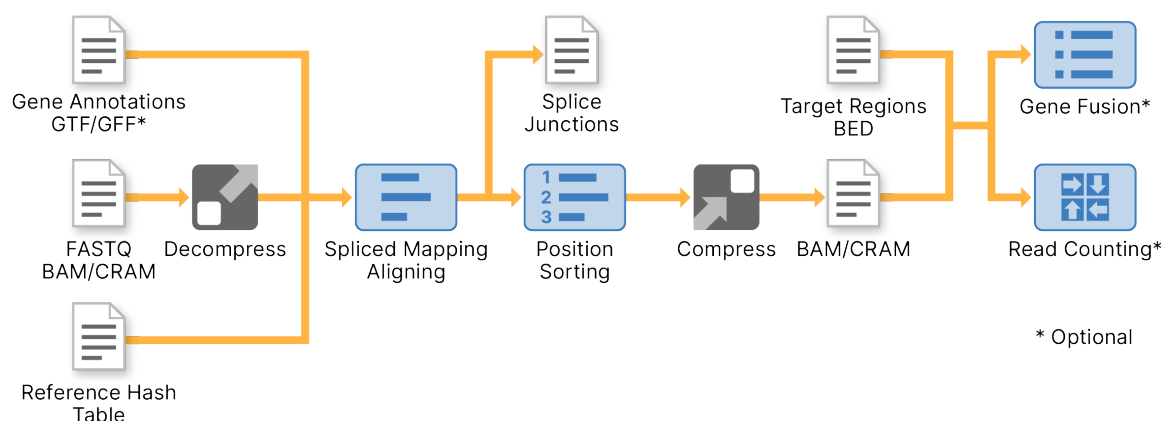 Gene Annotations
GTF/GFF*
Splice
Junctions
Target Regions
BED
Gene Fusion*
1
2
3
FASTQ
BAM/CRAM
Decompress
Spliced Mapping
Aligning
Position
Sorting
Compress
BAM/CRAM
Read Counting*
* Optional
Reference Hash
Table